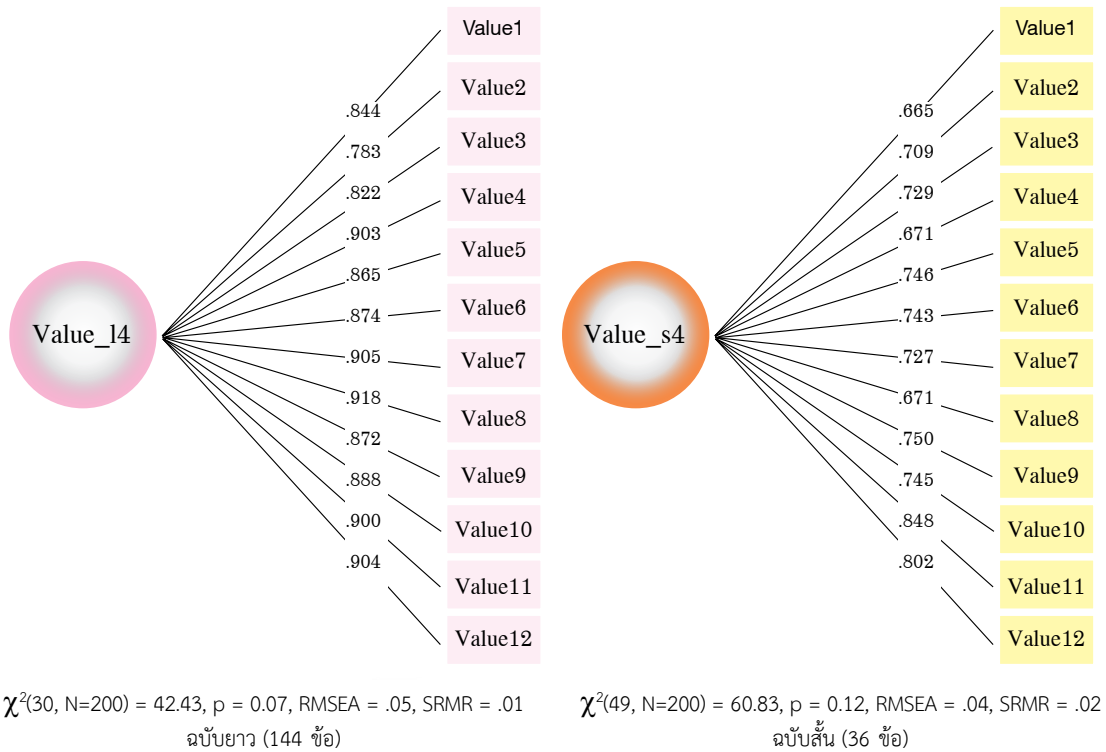 Value_l4
.844
.783
.822
.903
.865
.874
.905
.918
.872
.888
.900
.904
Value1
Value2
Value3
Value4
Value5
Value6
Value7
Value8
Value9
Value10
Value11
Value12
χ²(30, N=200) = 42.43, p = 0.07, RMSEA = .05, SRMR = .01
ฉบับยาว (144 ข้อ)
Value_s4
.665
.709
.729
.671
.746
.743
.727
.671
.750
.745
.848
.802
Value1
Value2
Value3
Value4
Value5
Value6
Value7
Value8
Value9
Value10
Value11
Value12
χ²(49, N=200) = 60.83, p = 0.12, RMSEA = .04, SRMR = .02
ฉบับสั้น (36 ข้อ)